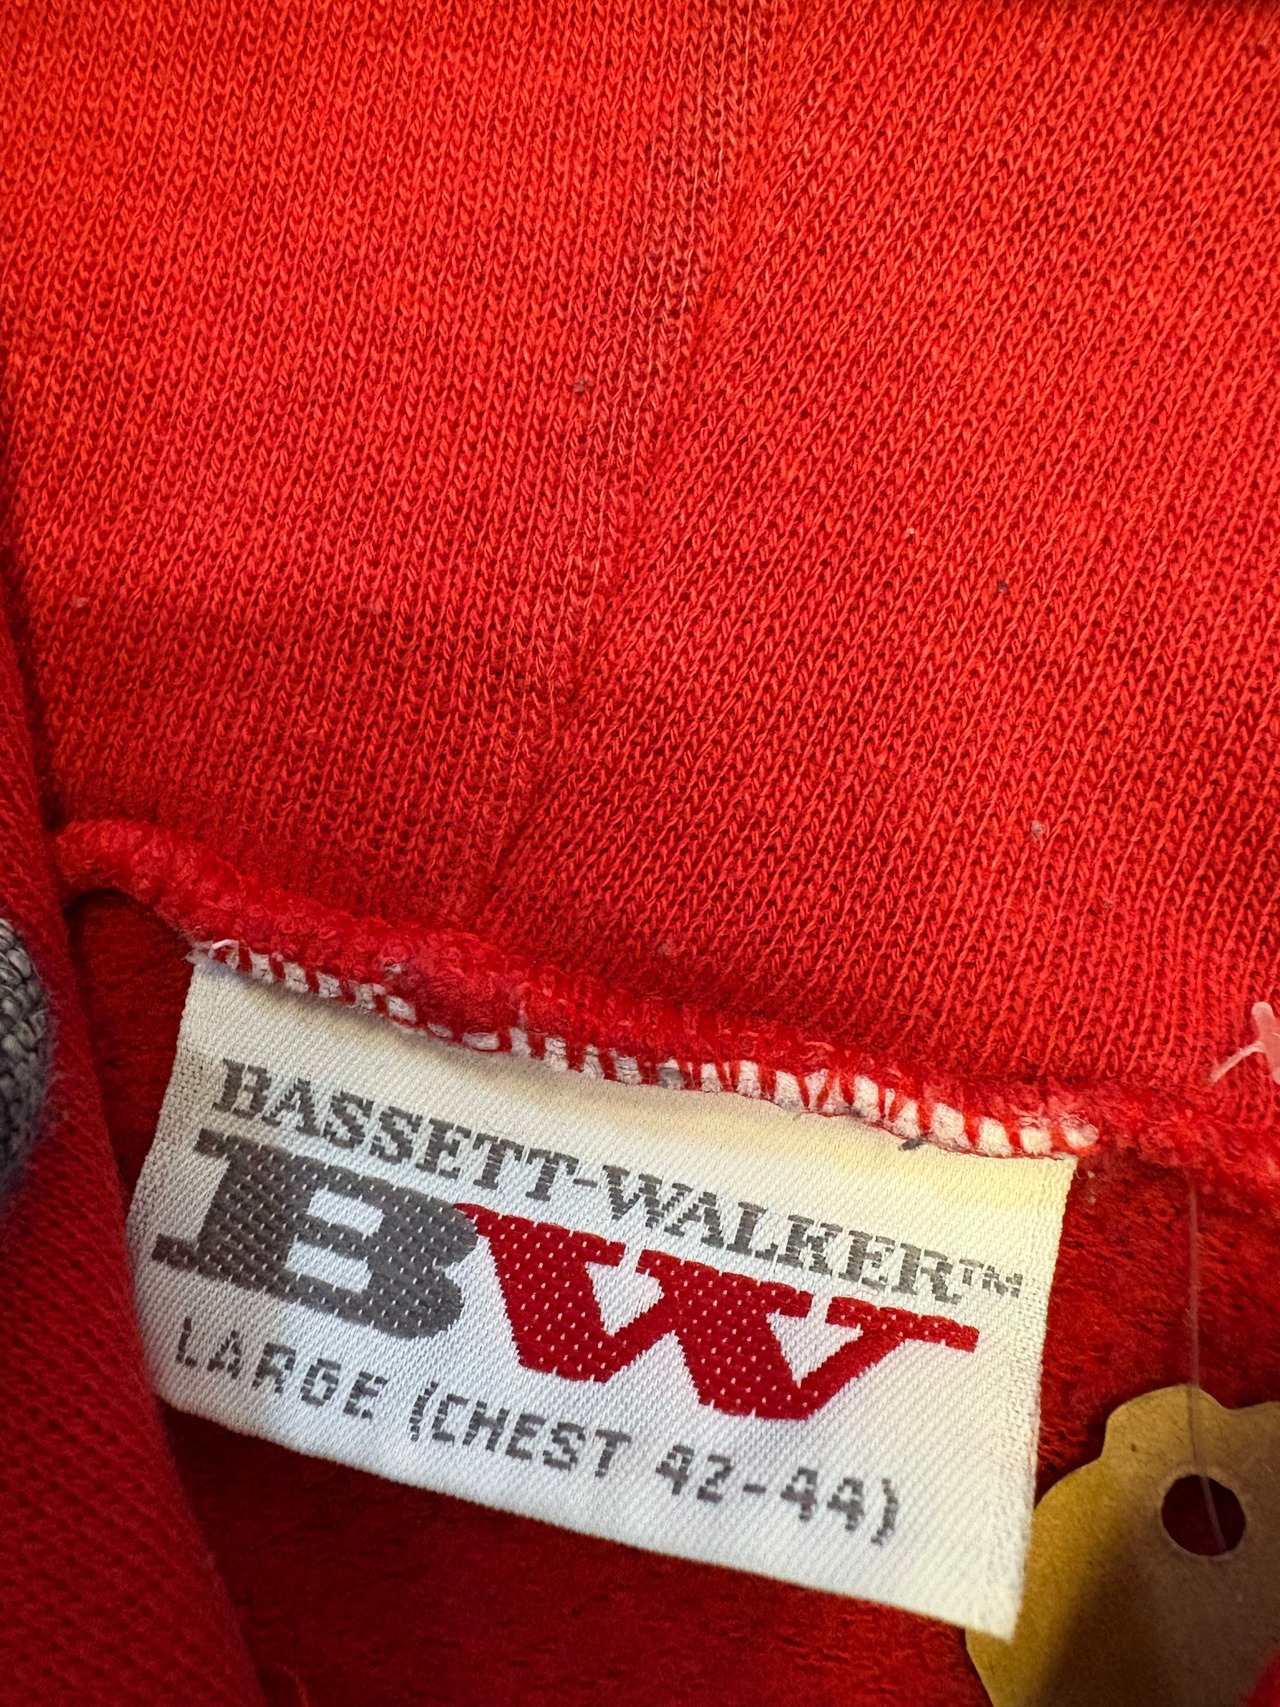 BASSETT-WALKER™
BW
LARGE (CHEST 42-44)